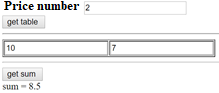 Price number 2
get table
10 7
get sum
sum = 8.5